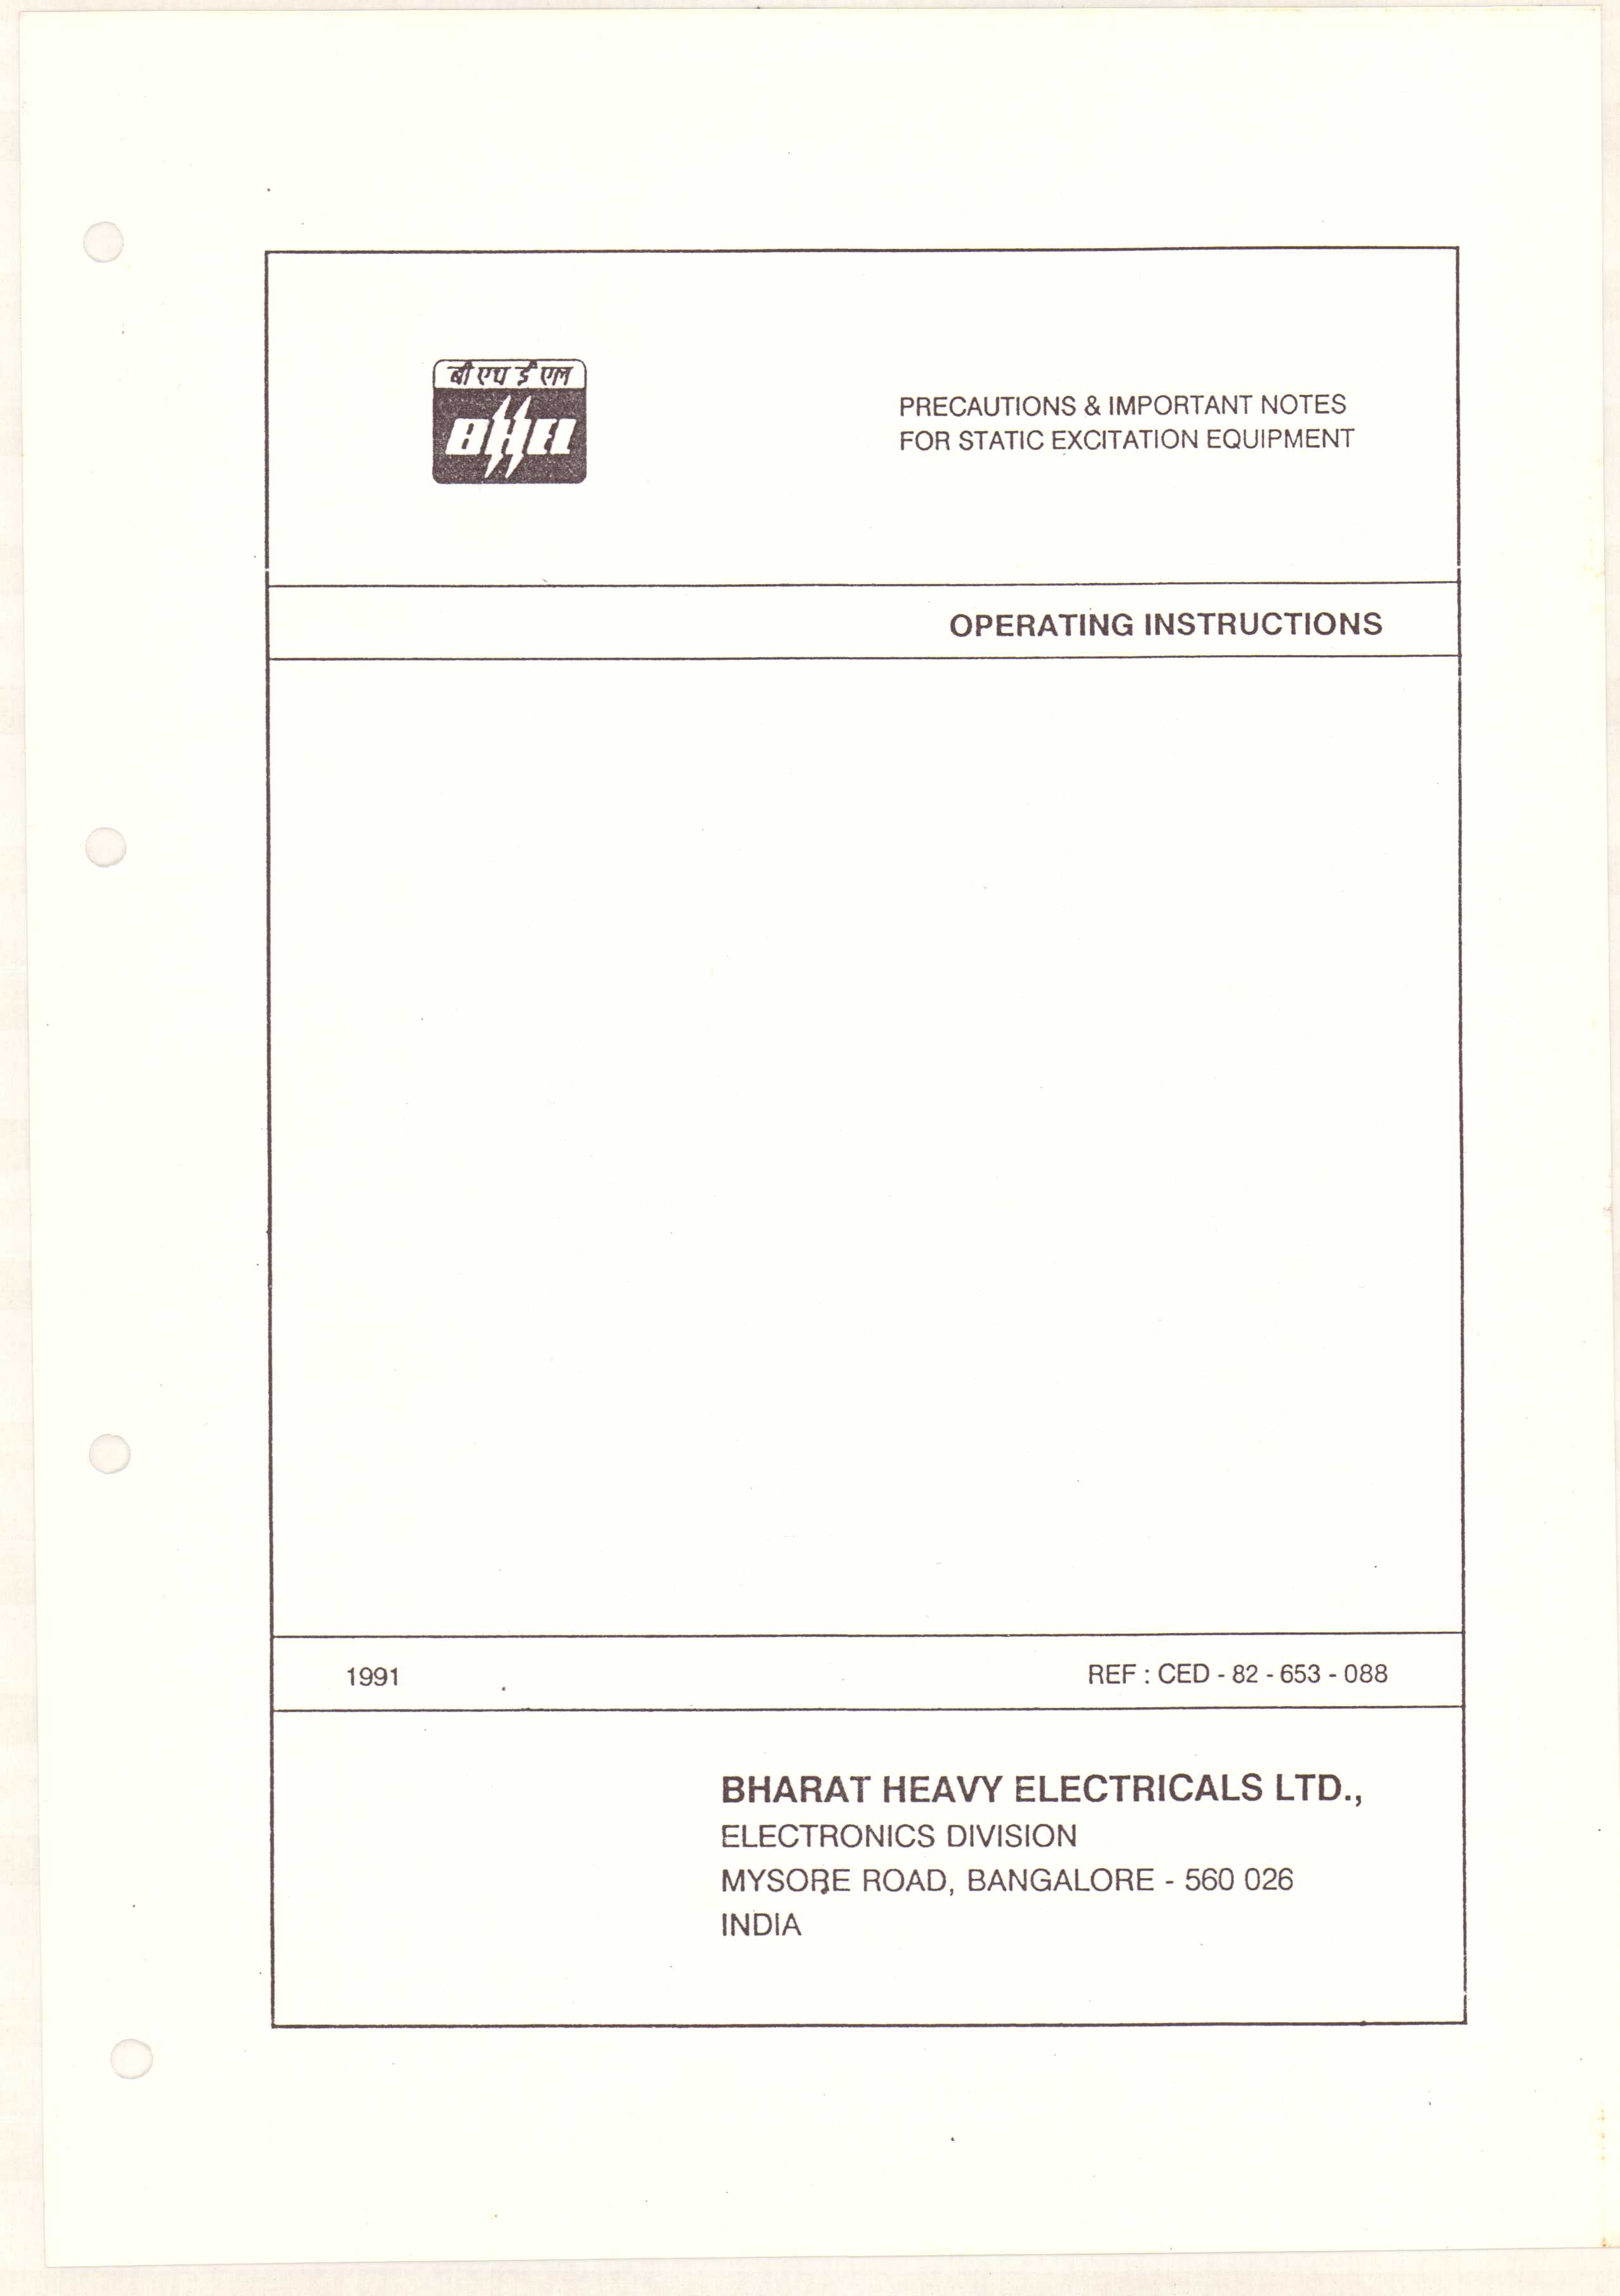 बी एच ई एल
BHEL
PRECAUTIONS & IMPORTANT NOTES
FOR STATIC EXCITATION EQUIPMENT
OPERATING INSTRUCTIONS
1991
REF : CED - 82 - 653 - 088
BHARAT HEAVY ELECTRICALS LTD.,
ELECTRONICS DIVISION
MYSORE ROAD, BANGALORE - 560 026
INDIA